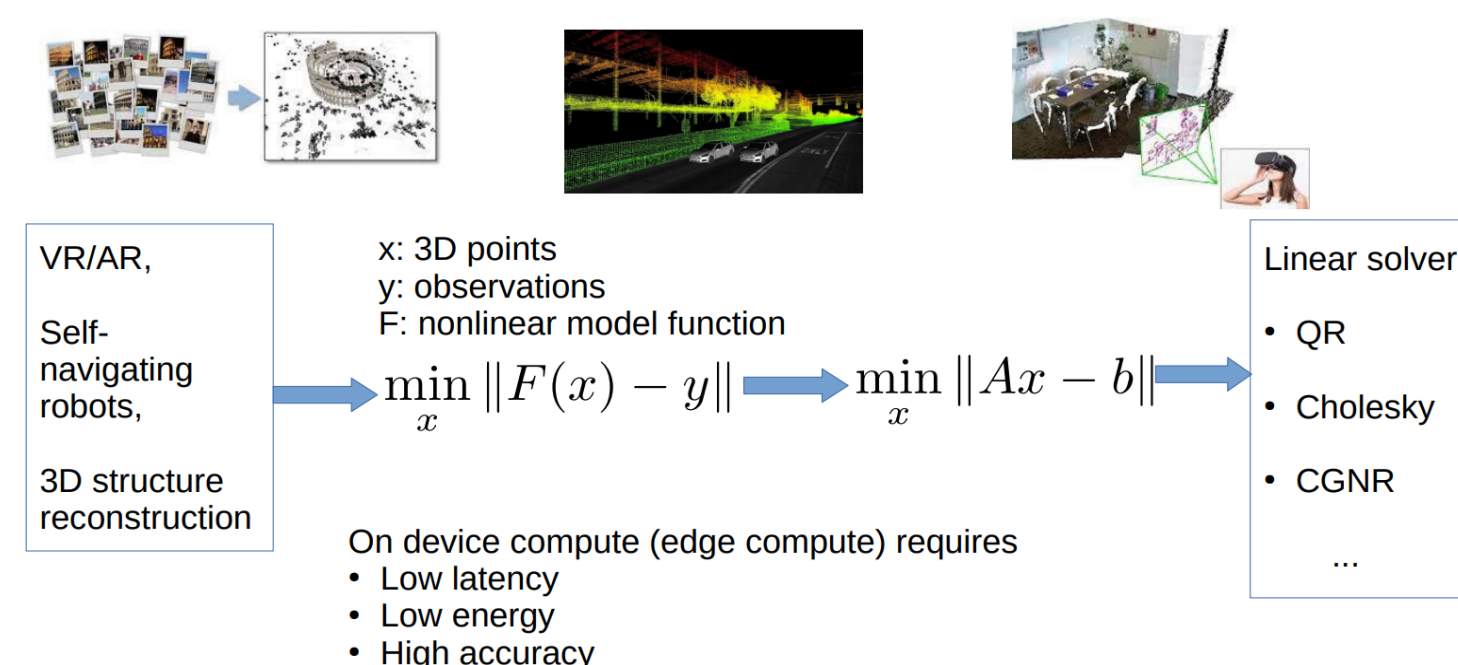 ONLY
VR/AR,
Self-
navigating
robots,
3D structure
reconstruction
x: 3D points
y: observations
F: nonlinear model function
min ‖F(x) − y‖
x
min ‖Ax − b‖
x
Linear solver
• QR
• Cholesky
• CGNR
...
On device compute (edge compute) requires
• Low latency
• Low energy
• High accuracy